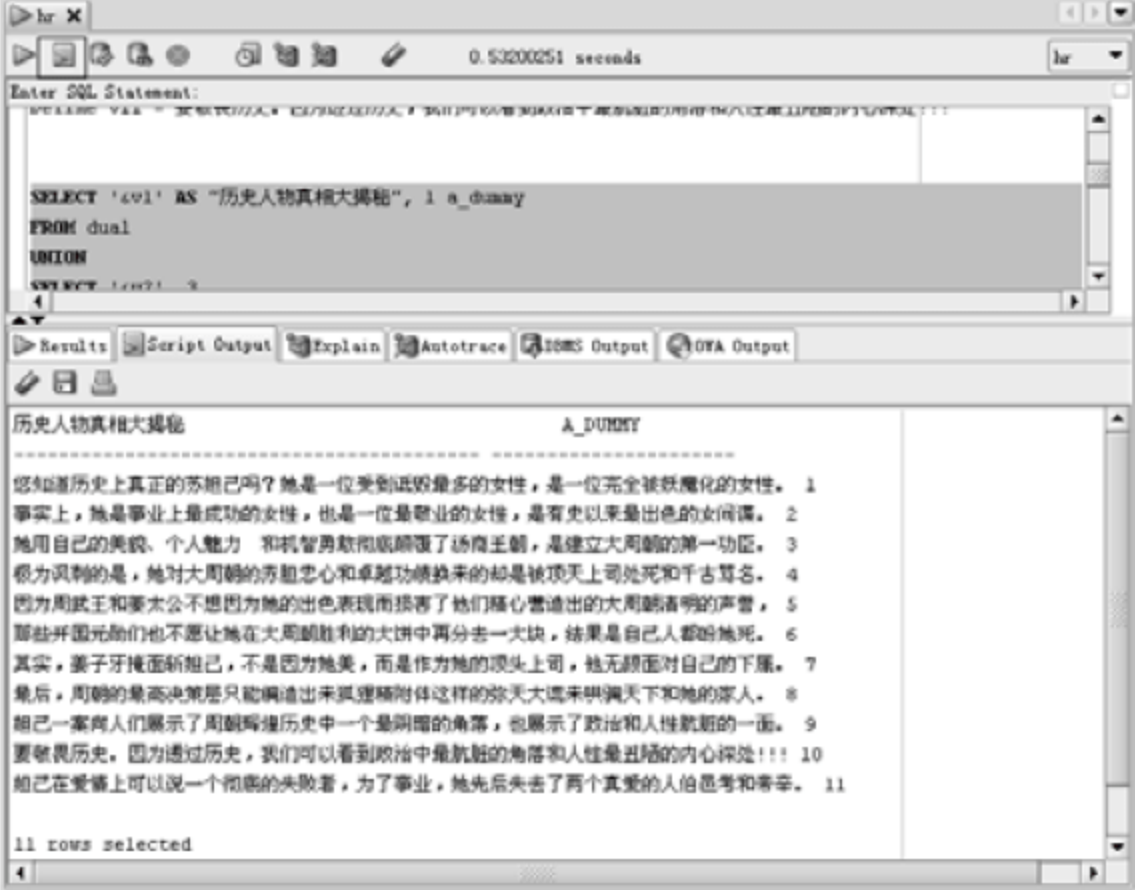 hr
0.53200251 seconds
hr
Enter SQL Statement:
SELECT '&v1' AS "历史人物真相大揭秘", 1 a_dummy
FROM dual
UNION
Results Script Output Explain Autotrace DBMS Output OWA Output
历史人物真相大揭秘 A_DUMMY
您知道历史上真正的苏妲己吗？她是一位受到诋毁最多的女性，是一位完全被妖魔化的女性。 1
事实上，她是事业上最成功的女性，也是一位最敬业的女性，是有史以来最出色的女间谍。 2
她用自己的美貌、个人魅力 和机智勇敢彻底颠覆了汤商王朝，是建立大周朝的第一功臣。 3
极为讽刺的是，她对大周朝的赤胆忠心和卓越功绩换来的却是被顶天上司处死和千古骂名。 4
因为周武王和姜太公不想因为她的出色表现而损害了他们精心营造出的大周朝清明的声誉， 5
那些开国元勋们也不愿让她在大周朝胜利的大饼中再分去一大块，结果是自己人都盼她死。 6
其实，姜子牙掩面斩妲己，不是因为她美，而是作为她的顶头上司，他无颜面对自己的下属。 7
最后，周朝的最高决策层只能编造出来狐狸精附体这样的弥天大谎来哄骗天下和她的家人。 8
妲己一案向人们展示了周朝辉煌历史中一个最阴暗的角落，也展示了政治和人性肮脏的一面。 9
要敬畏历史。因为透过历史，我们可以看到政治中最肮脏的角落和人性最丑陋的内心深处!!! 10
妲己在爱情上可以说一个彻底的失败者，为了事业，她先后失去了两个真爱的人伯邑考和帝辛。 11
11 rows selected